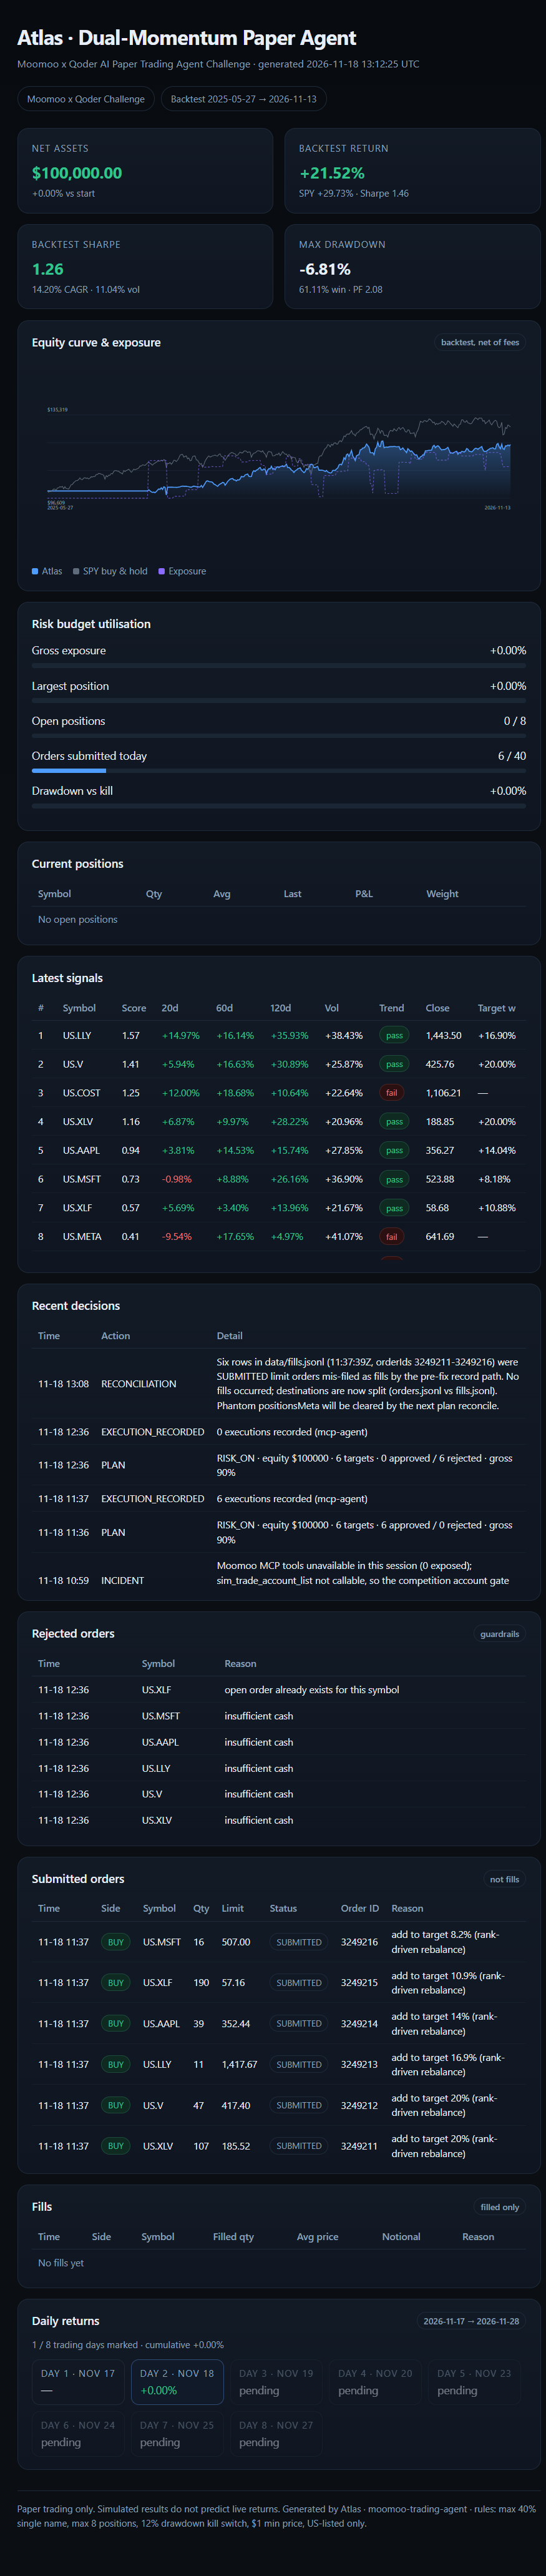 Atlas · Dual-Momentum Paper Agent
Moomoo x Qoder AI Paper Trading Agent Challenge · generated 2026-11-18 13:12:25 UTC
Moomoo x Qoder Challenge Backtest 2025-05-27 → 2026-11-13
NET ASSETS
$100,000.00
+0.00% vs start
BACKTEST RETURN
+21.52%
SPY +29.73% · Sharpe 1.46
BACKTEST SHARPE
1.26
14.20% CAGR · 11.04% vol
MAX DRAWDOWN
-6.81%
61.11% win · PF 2.08
Equity curve & exposure
backtest, net of fees
$135,319
$96,609
2025-05-27
2026-11-13
Atlas SPY buy & hold Exposure
Risk budget utilisation
Gross exposure +0.00%
Largest position +0.00%
Open positions 0 / 8
Orders submitted today 6 / 40
Drawdown vs kill +0.00%
Current positions
Symbol Qty Avg Last P&L Weight
No open positions
Latest signals
# Symbol Score 20d 60d 120d Vol Trend Close Target w
1 US.LLY 1.57 +14.97% +16.14% +35.93% +38.43% pass 1,443.50 +16.90%
2 US.V 1.41 +5.94% +16.63% +30.89% +25.87% pass 425.76 +20.00%
3 US.COST 1.25 +12.00% +18.68% +10.64% +22.64% fail 1,106.21 —
4 US.XLV 1.16 +6.87% +9.97% +28.22% +20.96% pass 188.85 +20.00%
5 US.AAPL 0.94 +3.81% +14.53% +15.74% +27.85% pass 356.27 +14.04%
6 US.MSFT 0.73 -0.98% +8.88% +26.16% +36.90% pass 523.88 +8.18%
7 US.XLF 0.57 +5.69% +3.40% +13.96% +21.67% pass 58.68 +10.88%
8 US.META 0.41 -9.54% +17.65% +4.97% +41.07% fail 641.69 —
Recent decisions
Time Action Detail
11-18 13:08 RECONCILIATION Six rows in data/fills.jsonl (11:37:39Z, orderIds 3249211-3249216) were
SUBMITTED limit orders mis-filed as fills by the pre-fix record path. No
fills occurred; destinations are now split (orders.jsonl vs fills.jsonl).
Phantom positionsMeta will be cleared by the next plan reconcile.
11-18 12:36 EXECUTION_RECORDED 0 executions recorded (mcp-agent)
11-18 12:36 PLAN RISK_ON · equity $100000 · 6 targets · 0 approved / 6 rejected · gross
90%
11-18 11:37 EXECUTION_RECORDED 6 executions recorded (mcp-agent)
11-18 11:36 PLAN RISK_ON · equity $100000 · 6 targets · 6 approved / 0 rejected · gross
90%
11-18 10:59 INCIDENT Moomoo MCP tools unavailable in this session (0 exposed);
sim_trade_account_list not callable, so the competition account gate
Rejected orders
guardrails
Time Symbol Reason
11-18 12:36 US.XLF open order already exists for this symbol
11-18 12:36 US.MSFT insufficient cash
11-18 12:36 US.AAPL insufficient cash
11-18 12:36 US.LLY insufficient cash
11-18 12:36 US.V insufficient cash
11-18 12:36 US.XLV insufficient cash
Submitted orders
not fills
Time Side Symbol Qty Limit Status Order ID Reason
11-18 11:37 BUY US.MSFT 16 507.00 SUBMITTED 3249216 add to target 8.2% (rank-
driven rebalance)
11-18 11:37 BUY US.XLF 190 57.16 SUBMITTED 3249215 add to target 10.9% (rank-
driven rebalance)
11-18 11:37 BUY US.AAPL 39 352.44 SUBMITTED 3249214 add to target 14% (rank-
driven rebalance)
11-18 11:37 BUY US.LLY 11 1,417.67 SUBMITTED 3249213 add to target 16.9% (rank-
driven rebalance)
11-18 11:37 BUY US.V 47 417.40 SUBMITTED 3249212 add to target 20% (rank-
driven rebalance)
11-18 11:37 BUY US.XLV 107 185.52 SUBMITTED 3249211 add to target 20% (rank-
driven rebalance)
Fills
filled only
Time Side Symbol Filled qty Avg price Notional Reason
No fills yet
Daily returns
2026-11-17 → 2026-11-28
1 / 8 trading days marked · cumulative +0.00%
DAY 1 · NOV 17
—
DAY 2 · NOV 18
+0.00%
DAY 3 · NOV 19
pending
DAY 4 · NOV 20
pending
DAY 5 · NOV 23
pending
DAY 6 · NOV 24
pending
DAY 7 · NOV 25
pending
DAY 8 · NOV 27
pending
Paper trading only. Simulated results do not predict live returns. Generated by Atlas · moomoo-trading-agent · rules: max 40%
single name, max 8 positions, 12% drawdown kill switch, $1 min price, US-listed only.